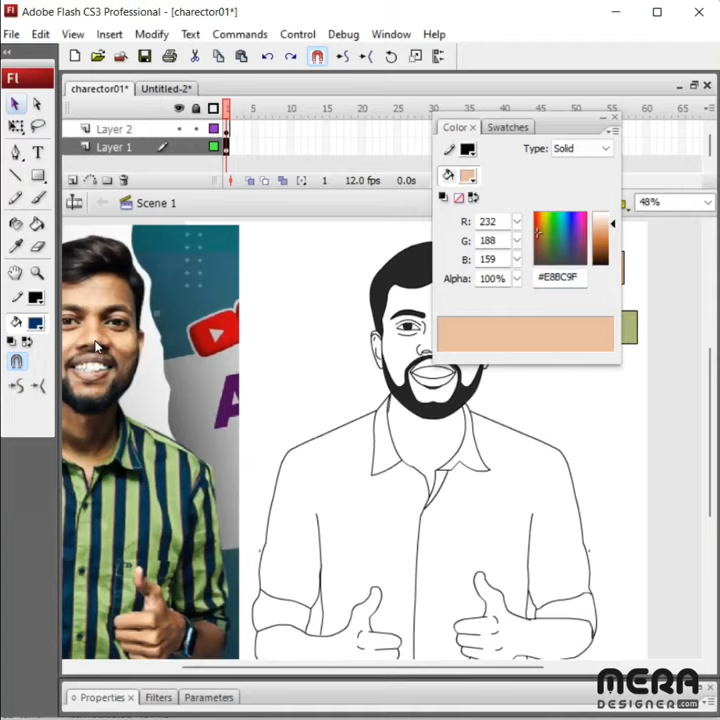 Fl Adobe Flash CS3 Professional - [charector01*]
File Edit View Insert Modify Text Commands Control Debug Window Help
charector01* Untitled-2*
5 10 15 20 25 30 35 40 45 50 55 60 65
Layer 2
Layer 1
1 12.0 fps 0.0s
Scene 1
48%
Color Swatches
Type: Solid
R: 232
G: 188
B: 159
Alpha: 100% #E8BC9F
Fl
T
A
Properties Filters Parameters
MERA
DESIGNER.com